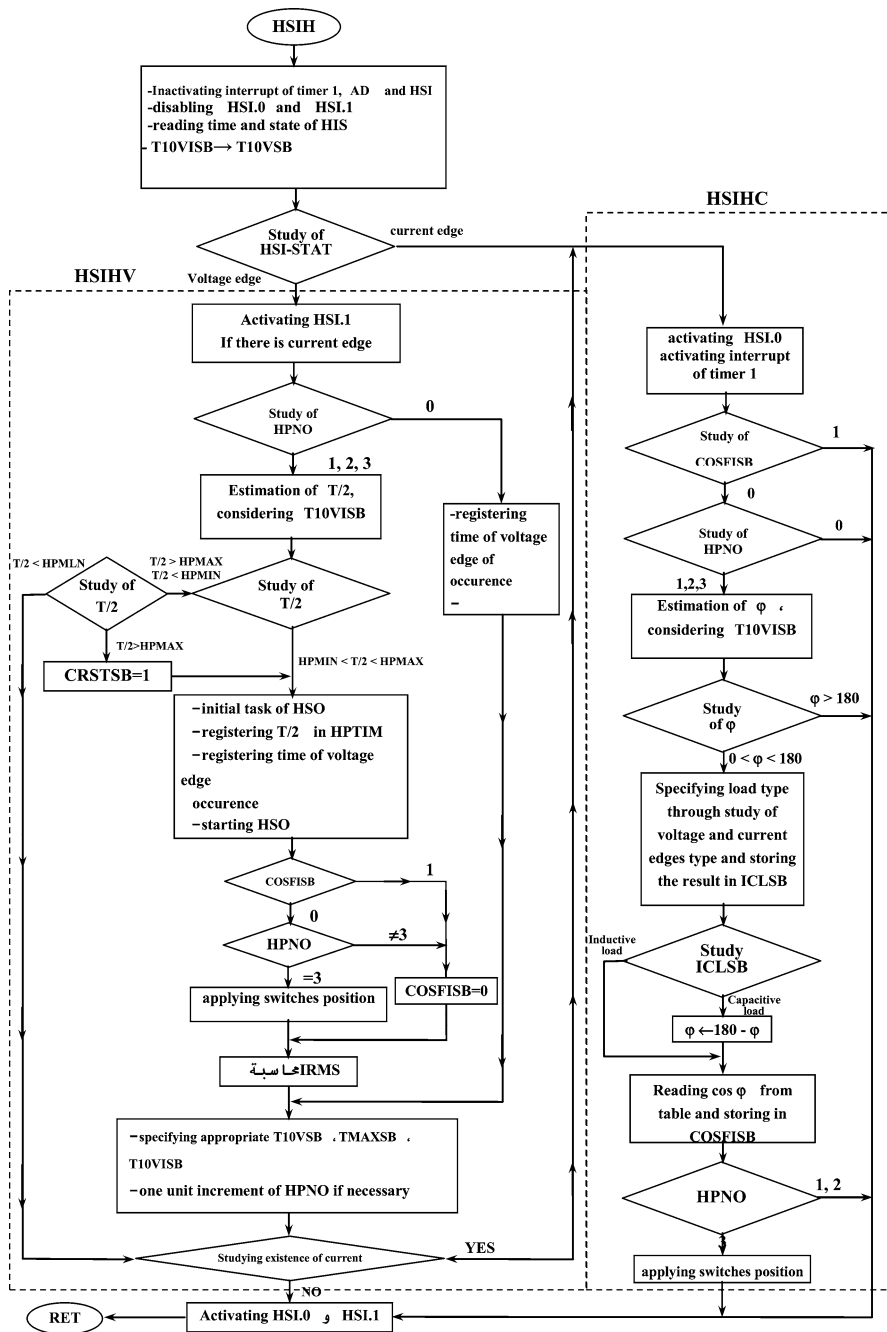 HSIH
-Inactivating interrupt of timer 1, AD and HSI
-disabling HSI.0 and HSI.1
-reading time and state of HIS
- T10VISB→ T10VSB
HSIHC
Study of
HSI-STAT
current edge
HSIHV
Voltage edge
Activating HSI.1
If there is current edge
activating HSI.0
activating interrupt
of timer 1
Study of
HPNO
0
Study of
COSFISB
1
0
1, 2, 3
Estimation of T/2,
considering T10VISB
-registering
time of voltage
edge of
occurence
–
Study of
HPNO
0
T/2 < HPMLN
T/2 > HPMAX
T/2 < HPMIN
Study of
T/2
Study of
T/2
1,2,3
Estimation of φ ،
considering T10VISB
T/2>HPMAX
CRSTSB=1
HPMIN < T/2 < HPMAX
Study
of φ
φ > 180
–initial task of HSO
–registering T/2 in HPTIM
–registering time of voltage
edge
occurence
–starting HSO
0 < φ < 180
Specifying load type
through study of
voltage and current
edges type and storing
the result in ICLSB
COSFISB
1
0
HPNO
≠3
=3
Inductive
load
Study
ICLSB
applying switches position
COSFISB=0
Capacitive
load
φ ←180 - φ
محاسبة IRMS
Reading cos φ from
table and storing in
COSFISB
–specifying appropriate T10VSB ، TMAXSB ،
T10VISB
–one unit increment of HPNO if necessary
HPNO
1, 2
3
Studying existence of current
YES
applying switches position
NO
RET
Activating HSI.0 و HSI.1